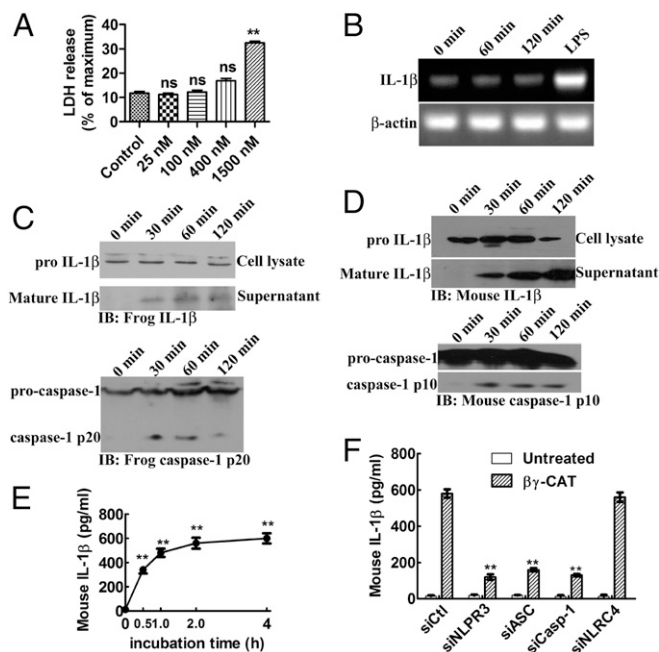 A
LDH release
(% of maximum)
40
30
20
10
0
ns
ns
ns
**
Control
25 nM
100 nM
400 nM
1500 nM
B
0 min
60 min
120 min
LPS
IL-1β
β-actin
C
0 min
30 min
60 min
120 min
pro IL-1β
Cell lysate
Mature IL-1β
Supernatant
IB: Frog IL-1β
0 min
30 min
60 min
120 min
pro-caspase-1
caspase-1 p20
IB: Frog caspase-1 p20
D
0 min
30 min
60 min
120 min
pro IL-1β
Cell lysate
Mature IL-1β
Supernatant
IB: Mouse IL-1β
0 min
30 min
60 min
120 min
pro-caspase-1
caspase-1 p10
IB: Mouse caspase-1 p10
E
Mouse IL-1β (pg/ml)
800
600
400
200
0
**
**
**
**
0 0.51.0 2.0 4
incubation time (h)
F
Mouse IL-1β (pg/ml)
800
600
400
200
0
Untreated
βγ-CAT
**
**
**
siCtl
siNLPR3
siASC
siCasp-1
siNLRC4